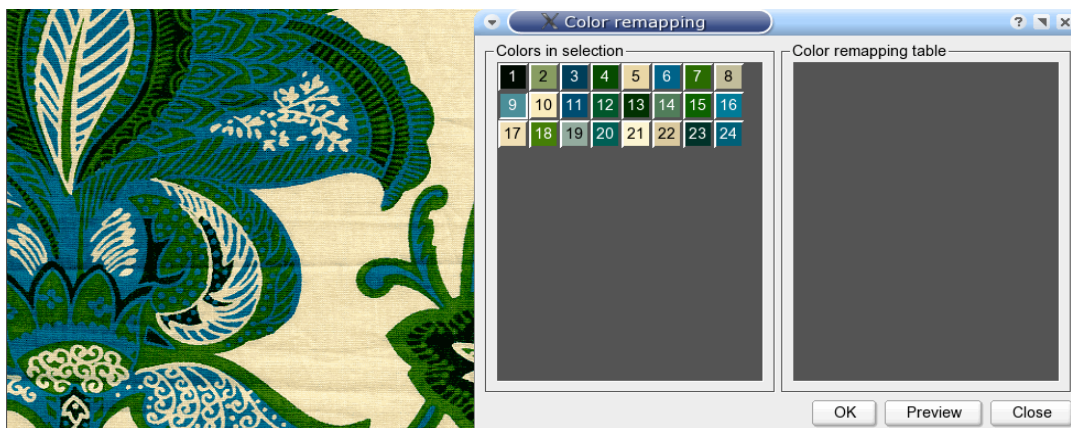 Color remapping
?
Colors in selection
Color remapping table
1 2 3 4 5 6 7 8
9 10 11 12 13 14 15 16
17 18 19 20 21 22 23 24
OK Preview Close